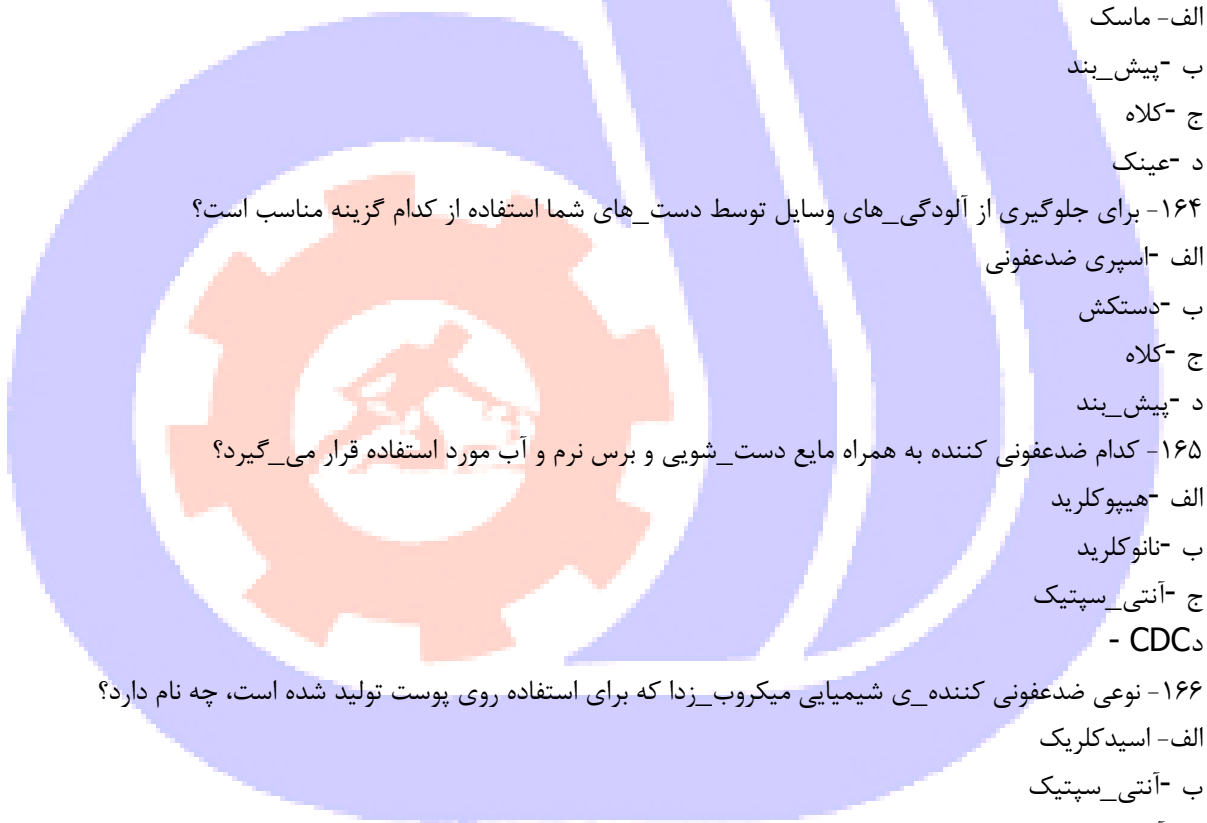 الف- ماسک
ب -پیش_بند
ج -کلاه
د -عینک
۱۶۴- برای جلوگیری از آلودگی_های وسایل توسط دست_های شما استفاده از کدام گزینه مناسب است؟
الف -اسپری ضدعفونی
ب -دستکش
ج -کلاه
د -پیش_بند
۱۶۵- کدام ضدعفونی کننده به همراه مایع دست_شویی و برس نرم و آب مورد استفاده قرار می_گیرد؟
الف -هیپوکلرید
ب -نانوکلرید
ج -آنتی_سپتیک
دCDC -
۱۶۶- نوعی ضدعفونی کننده_ی شیمیایی میکروب_زدا که برای استفاده روی پوست تولید شده است، چه نام دارد؟
الف- اسیدکلریک
ب -آنتی_سپتیک